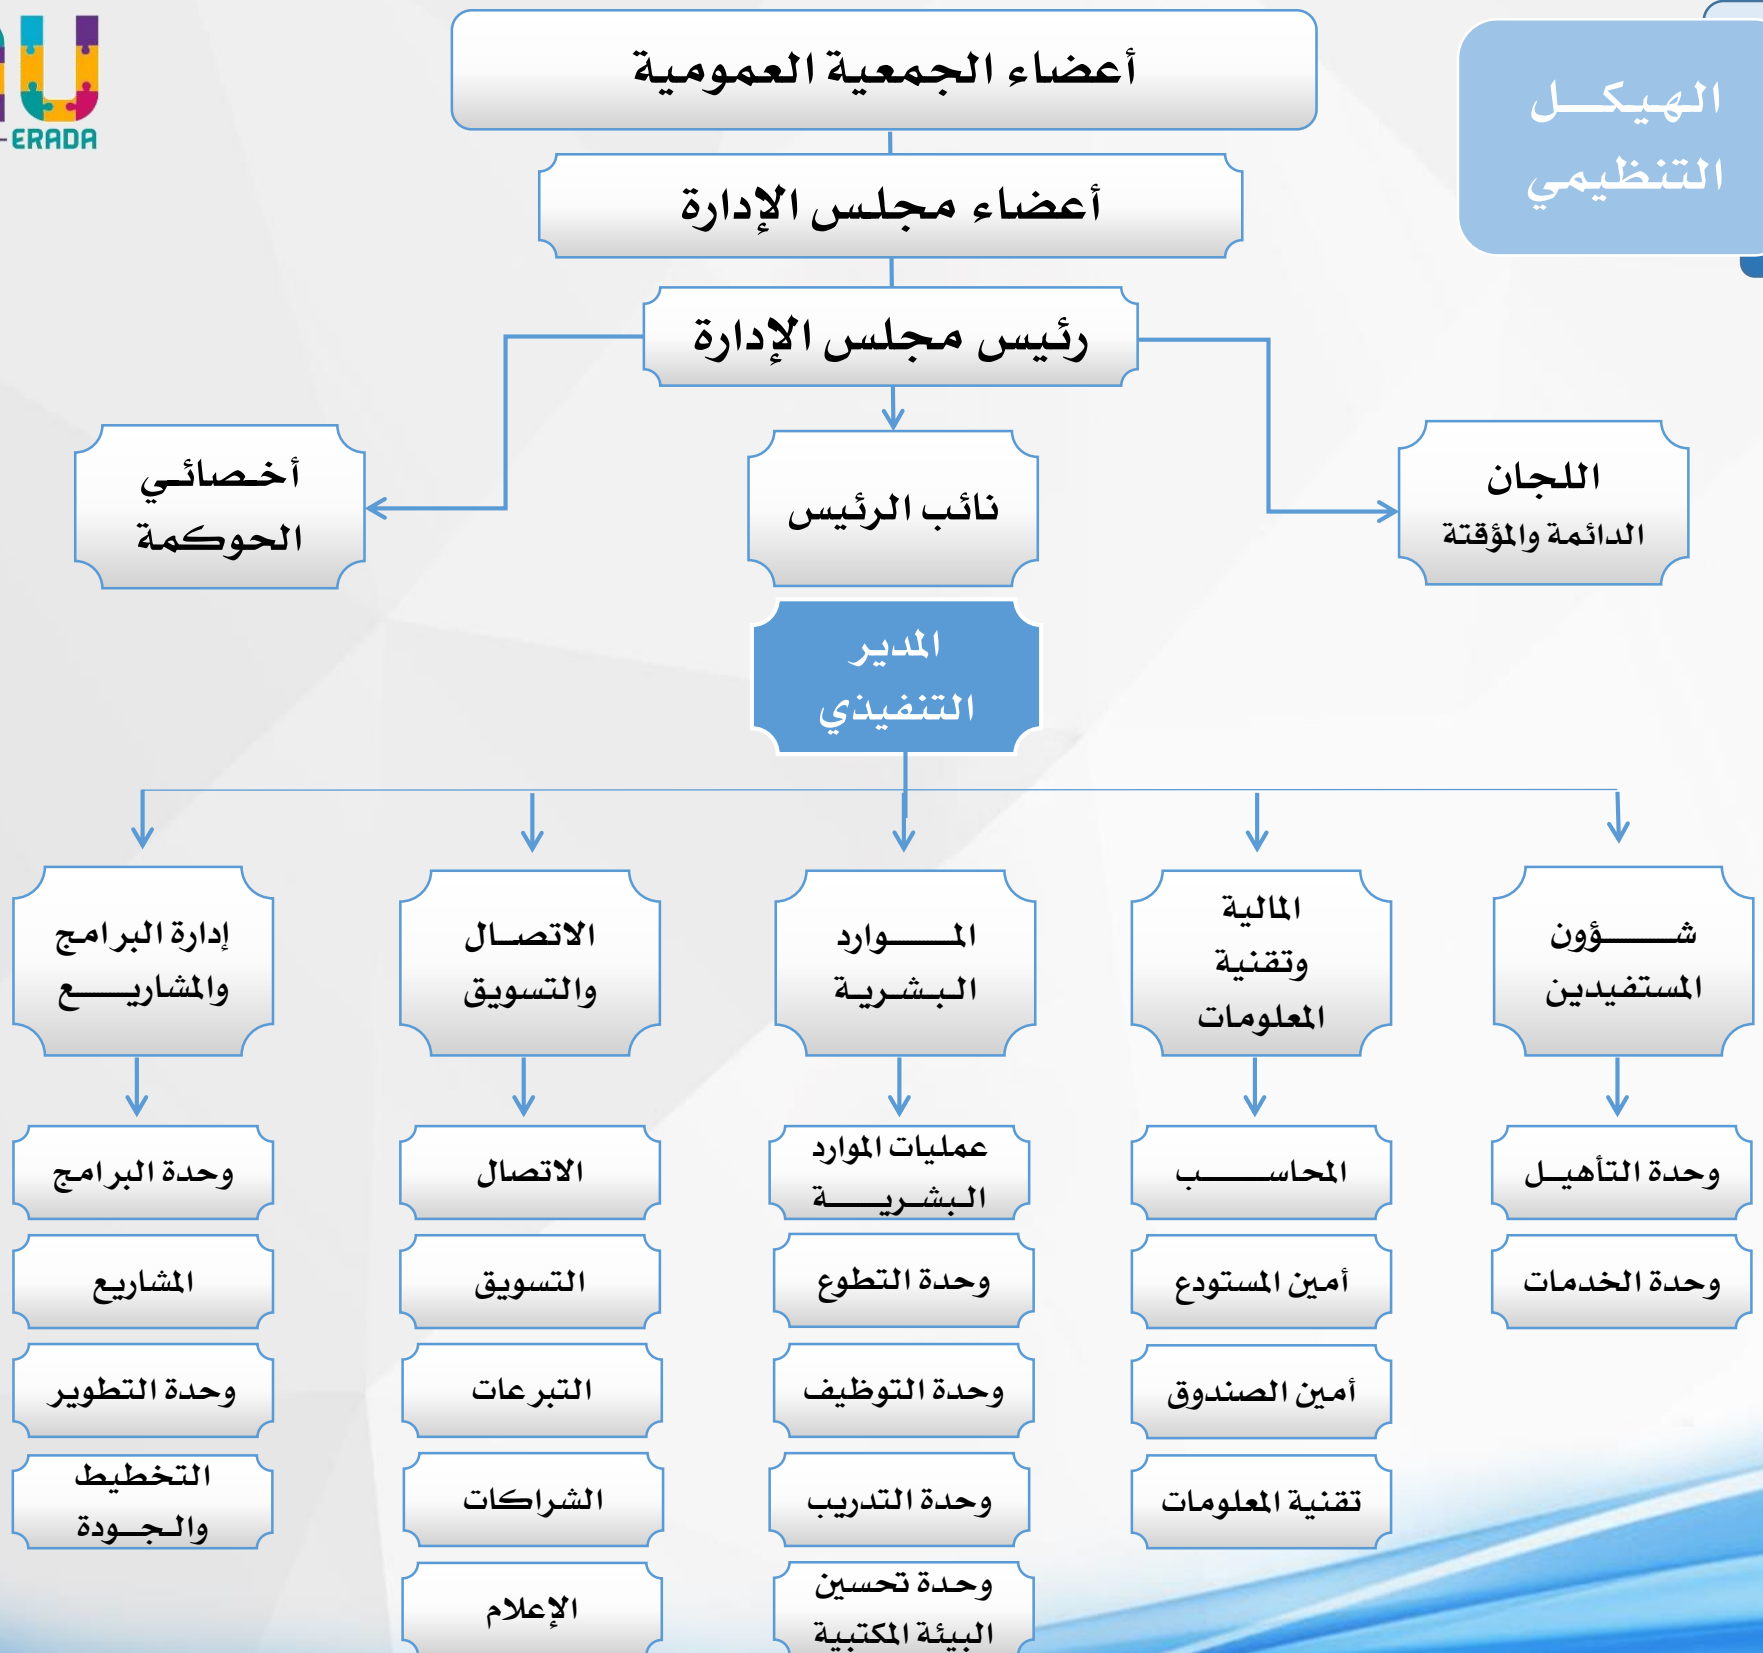 الهيكل
التنظيمي
ERADA
أعضاء الجمعية العمومية
أعضاء مجلس الإدارة
رئيس مجلس الإدارة
اللجان
الدائمة والمؤقتة
نائب الرئيس
أخصائي
الحوكمة
المدير
التنفيذي
شؤون
المستفيدين
المالية
وتقنية
المعلومات
الموارد
البشرية
الاتصال
والتسويق
إدارة البرامج
والمشاريع
وحدة التأهيل
وحدة الخدمات
المحاسب
أمين المستودع
أمين الصندوق
تقنية المعلومات
عمليات الموارد
البشرية
وحدة التطوع
وحدة التوظيف
وحدة التدريب
وحدة تحسين
البيئة المكتبية
الاتصال
التسويق
التبرعات
الشراكات
الإعلام
وحدة البرامج
المشاريع
وحدة التطوير
التخطيط
والجودة